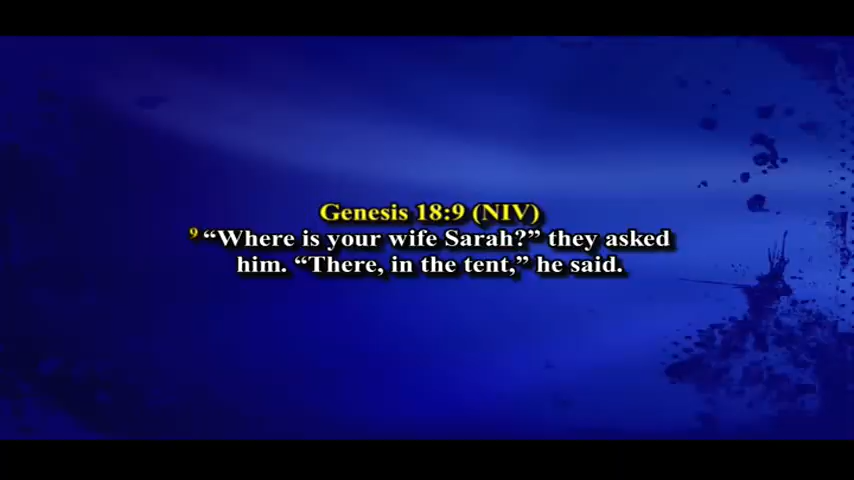 Genesis 18:9 (NIV)
9 “Where is your wife Sarah?” they asked
him. “There, in the tent,” he said.